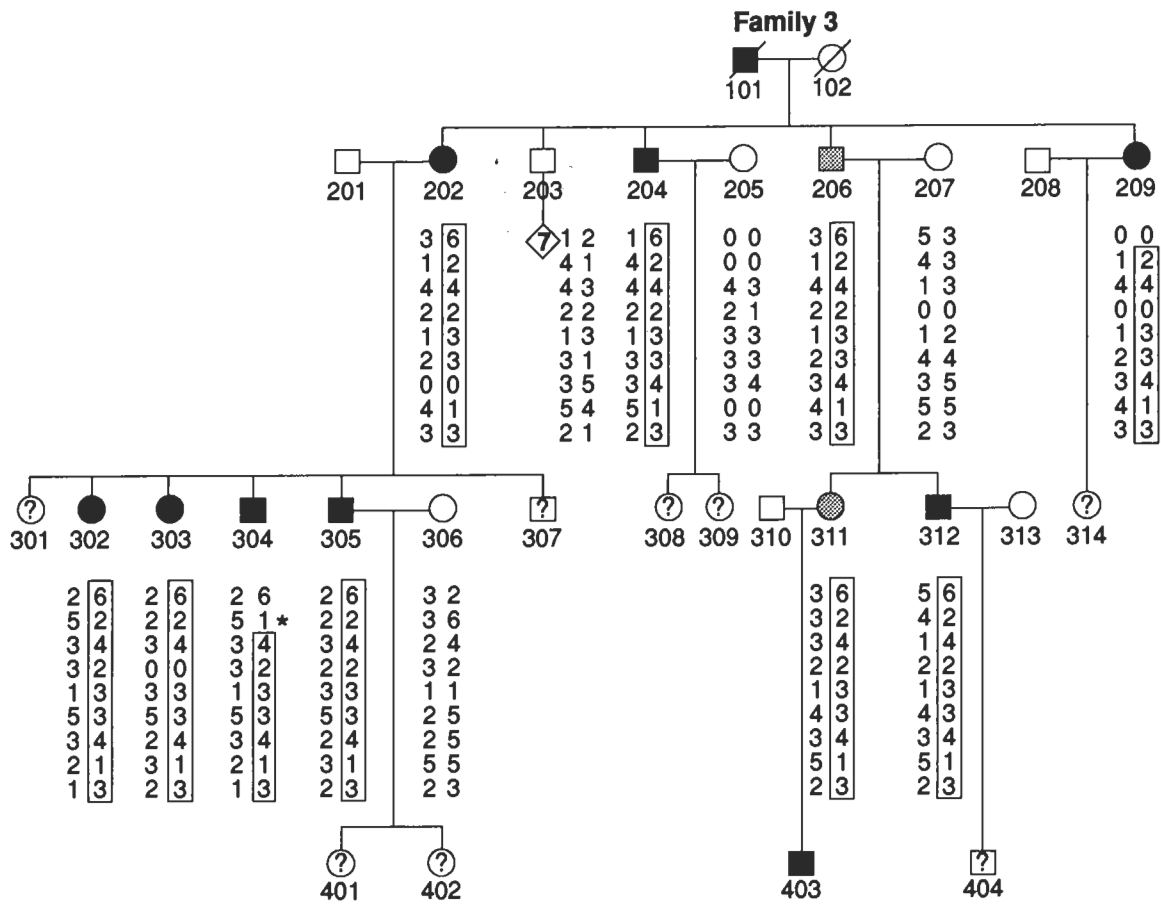 Family 3
101 102
201 202 203 204 205 206 207 208 209
3 6 7 1 2 1 6 0 0 3 6 5 3 0 0
1 2 4 1 4 2 0 0 1 2 4 3 1 2
4 4 4 3 4 4 4 3 4 4 1 3 4 4
2 2 2 2 2 2 2 1 2 2 0 0 0 0
1 3 1 3 1 3 3 3 1 3 1 2 1 3
2 3 3 1 3 3 3 3 2 3 4 4 2 3
0 0 3 5 3 4 3 4 3 4 3 5 3 4
4 1 5 4 5 1 0 0 4 1 5 5 4 1
3 3 2 1 2 3 3 3 3 3 2 3 3 3
? ? ? ? ?
301 302 303 304 305 306 307 308 309 310 311 312 313 314
2 6 2 6 2 6 2 6 3 2 3 6 5 6
5 2 2 2 5 1 * 2 2 3 6 3 2 4 2
3 4 3 4 3 4 3 4 2 4 3 4 1 4
3 2 0 0 3 2 2 2 3 2 2 2 2 2
1 3 3 3 1 3 3 3 1 1 1 3 1 3
5 3 5 3 5 3 5 3 2 5 4 3 4 3
3 4 2 4 3 4 2 4 2 5 3 4 3 4
2 1 3 1 2 1 3 1 5 5 5 1 5 1
1 3 2 3 1 3 2 3 2 3 2 3 2 3
? ? ?
401 402 403 404